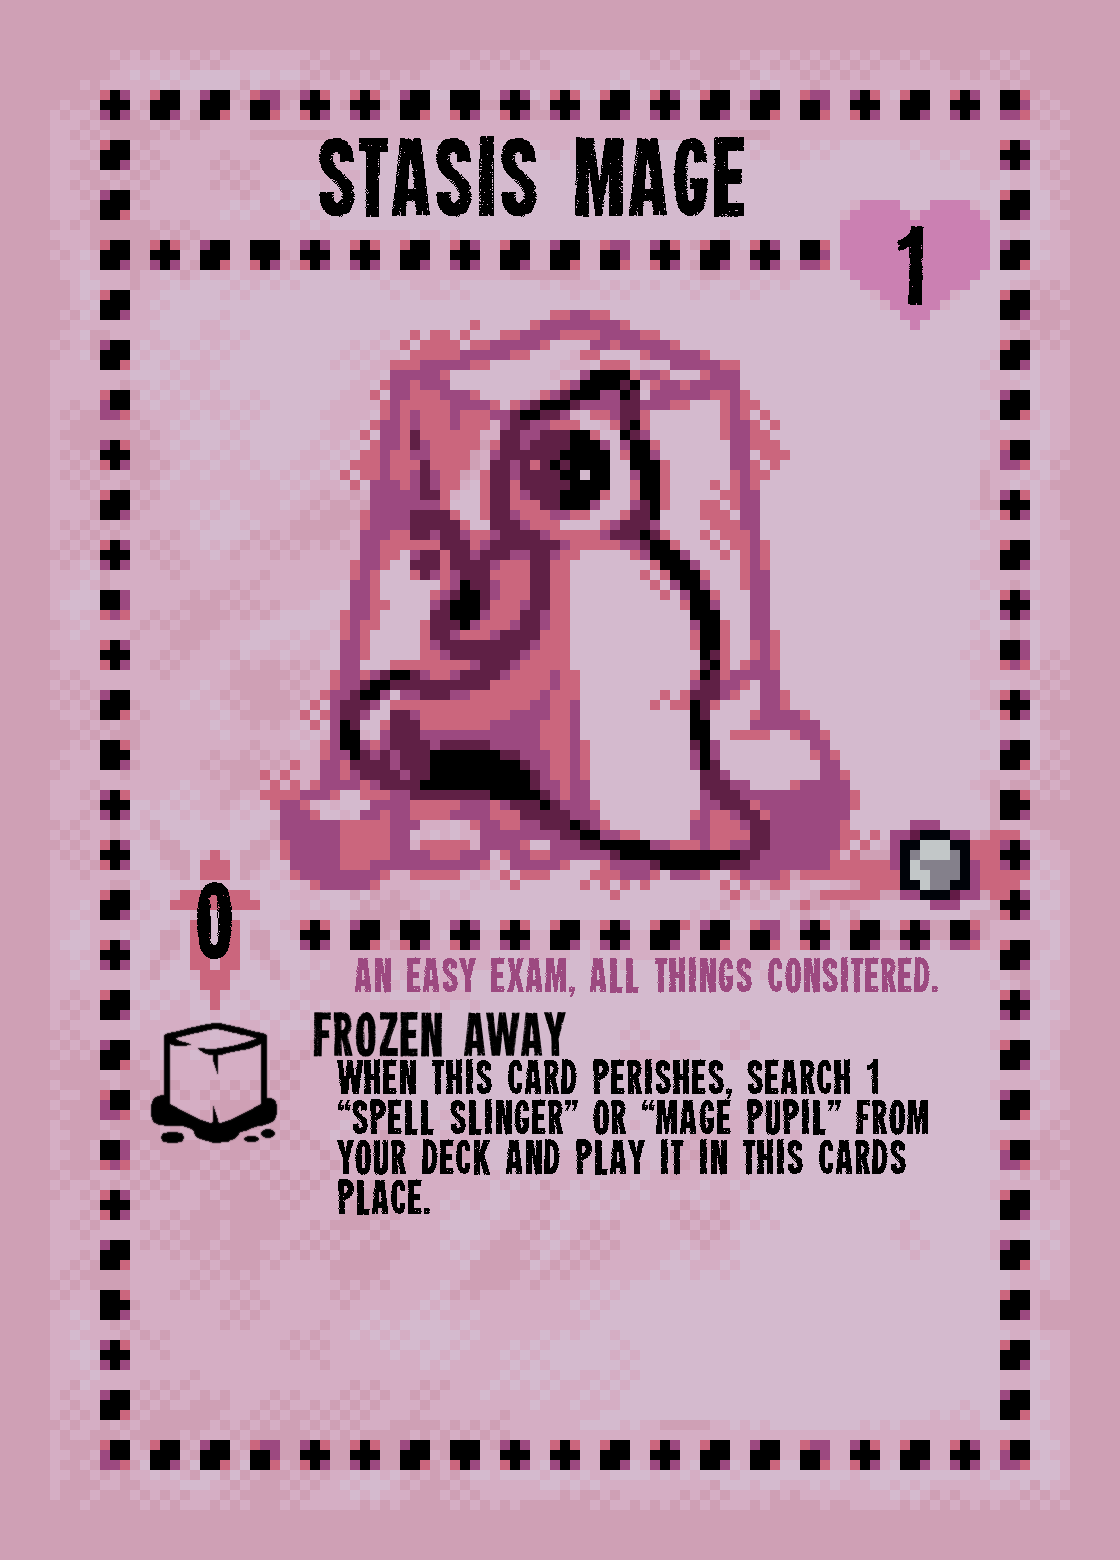 STASIS MAGE
1
0
AN EASY EXAM, ALL THINGS CONSITERED.
FROZEN AWAY
WHEN THIS CARD PERISHES, SEARCH 1
“SPELL SLINGER” OR “MAGE PUPIL” FROM
YOUR DECK AND PLAY IT IN THIS CARDS
PLACE.